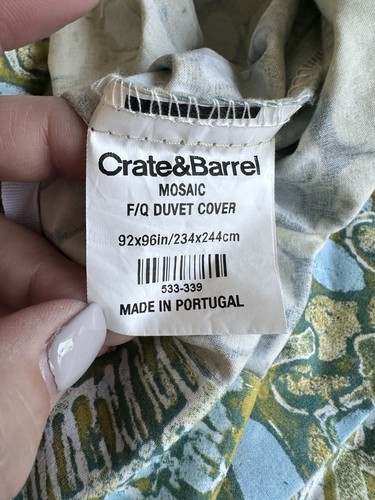 Crate&Barrel
MOSAIC
F/Q DUVET COVER
92x96in/234x244cm
533-339
MADE IN PORTUGAL